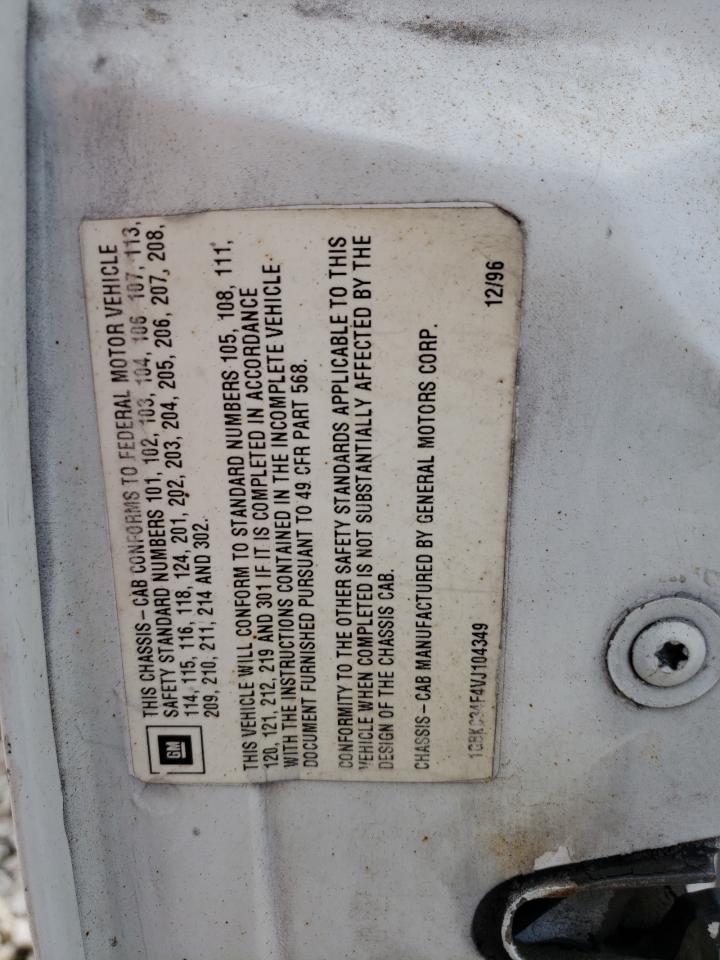 GM
THIS CHASSIS-CAB CONFORMS TO FEDERAL MOTOR VEHICLE
SAFETY STANDARD NUMBERS 101, 102, 103, 104, 106 107, 113,
114, 115, 116, 118, 124, 201, 202, 203, 204, 205, 206, 207, 208,
209, 210, 211, 214 AND 302.
THIS VEHICLE WILL CONFORM TO STANDARD NUMBERS 105, 108, 111,
120, 121, 212, 219 AND 301 IF IT IS COMPLETED IN ACCORDANCE
WITH THE INSTRUCTIONS CONTAINED IN THE INCOMPLETE VEHICLE
DOCUMENT FURNISHED PURSUANT TO 49 CFR PART 568.
CONFORMITY TO THE OTHER SAFETY STANDARDS APPLICABLE TO THIS
VEHICLE WHEN COMPLETED IS NOT SUBSTANTIALLY AFFECTED BY THE
DESIGN OF THE CHASSIS CAB.
CHASSIS-CAB MANUFACTURED BY GENERAL MOTORS CORP.
12/96